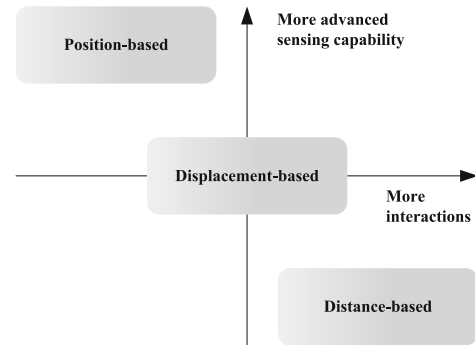 Position-based
More advanced
sensing capability
Displacement-based
More
interactions
Distance-based